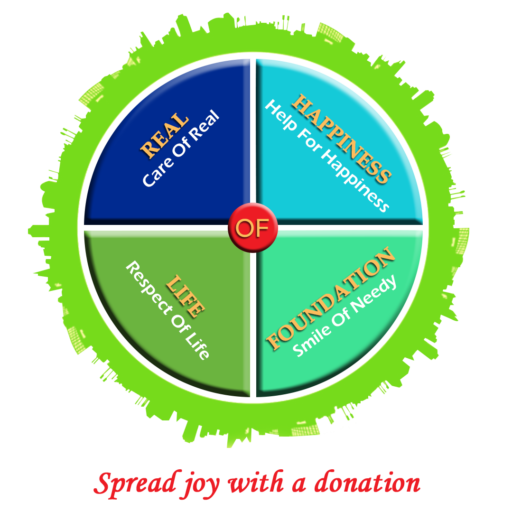 REAL
Care Of Real
HAPPINESS
Help For Happiness
OF
LIFE
Respect Of Life
FOUNDATION
Smile Of Needy
Spread joy with a donation